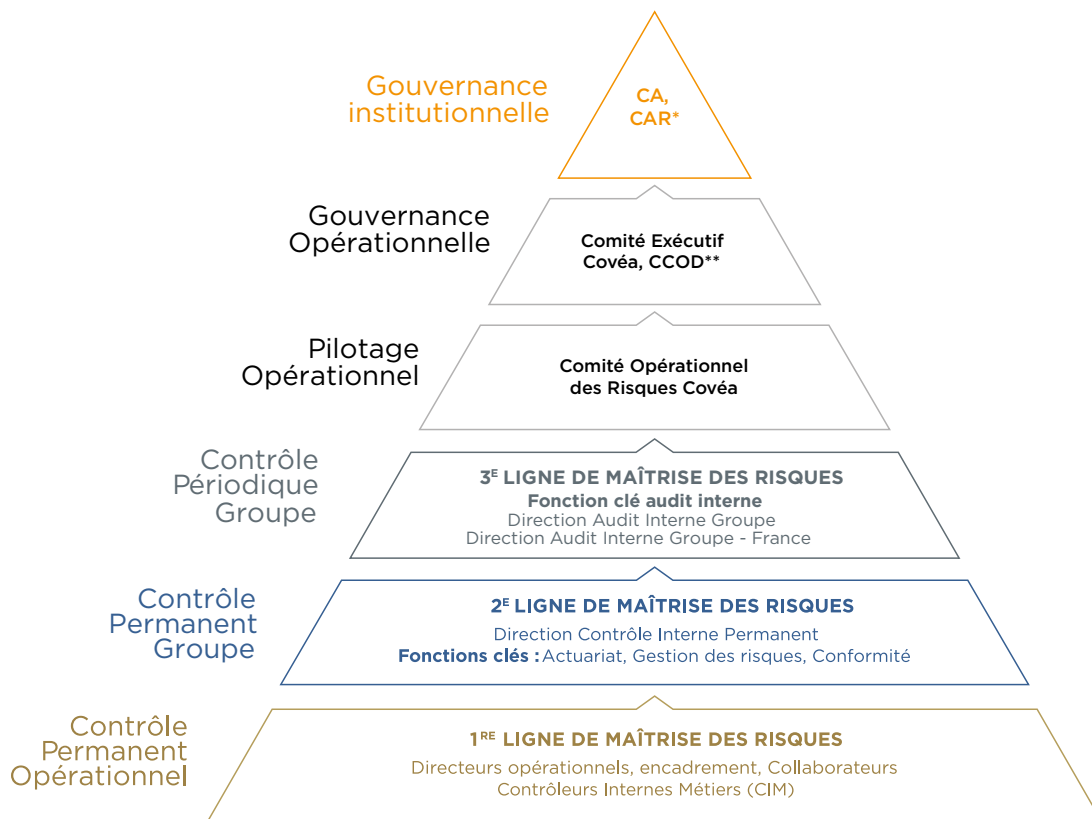 Gouvernance
institutionnelle
CA,
CAR*
Gouvernance
Opérationnelle
Comité Exécutif
Covéa, CCOD**
Pilotage
Opérationnel
Comité Opérationnel
des Risques Covéa
Contrôle
Périodique
Groupe
3E LIGNE DE MAÎTRISE DES RISQUES
Fonction clé audit interne
Direction Audit Interne Groupe
Direction Audit Interne Groupe - France
Contrôle
Permanent
Groupe
2E LIGNE DE MAÎTRISE DES RISQUES
Direction Contrôle Interne Permanent
Fonctions clés : Actuariat, Gestion des risques, Conformité
Contrôle
Permanent
Opérationnel
1RE LIGNE DE MAÎTRISE DES RISQUES
Directeurs opérationnels, encadrement, Collaborateurs
Contrôleurs Internes Métiers (CIM)